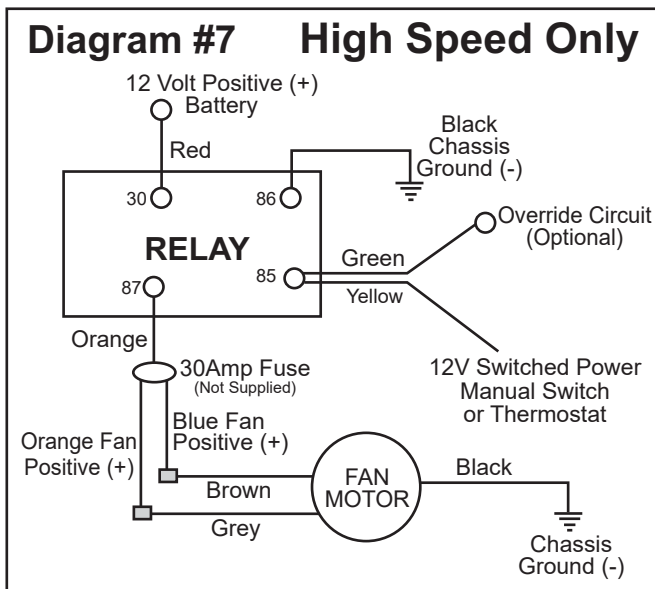 Diagram #7 High Speed Only
12 Volt Positive (+)
Battery
Red
Black
Chassis
Ground (-)
30
86
RELAY
Override Circuit
(Optional)
Green
85
Yellow
87
Orange
12V Switched Power
Manual Switch
or Thermostat
30Amp Fuse
(Not Supplied)
Blue Fan
Positive (+)
Orange Fan
Positive (+)
Brown
Grey
FAN
MOTOR
Black
Chassis
Ground (-)